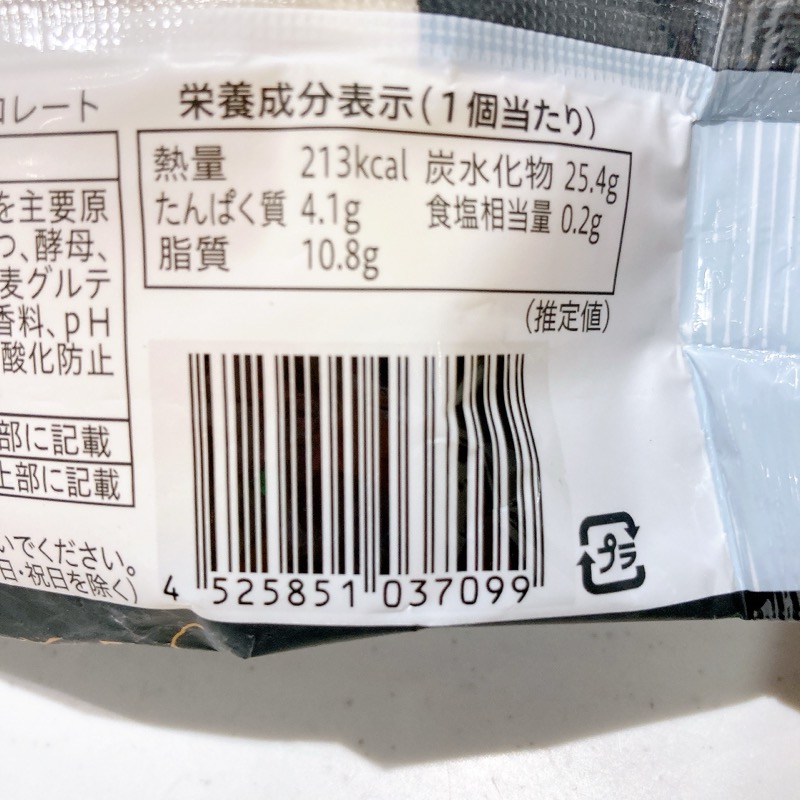 コレート
栄養成分表示(1個当たり)
熱量 213kcal 炭水化物 25.4g
たんぱく質 4.1g 食塩相当量 0.2g
脂質 10.8g
(推定値)
を主要原
つ、酵母、
麦グルテ
香料、pH
酸化防止
部に記載
上部に記載
いでください。
日・祝日を除く)
4 525851 037099
プラ